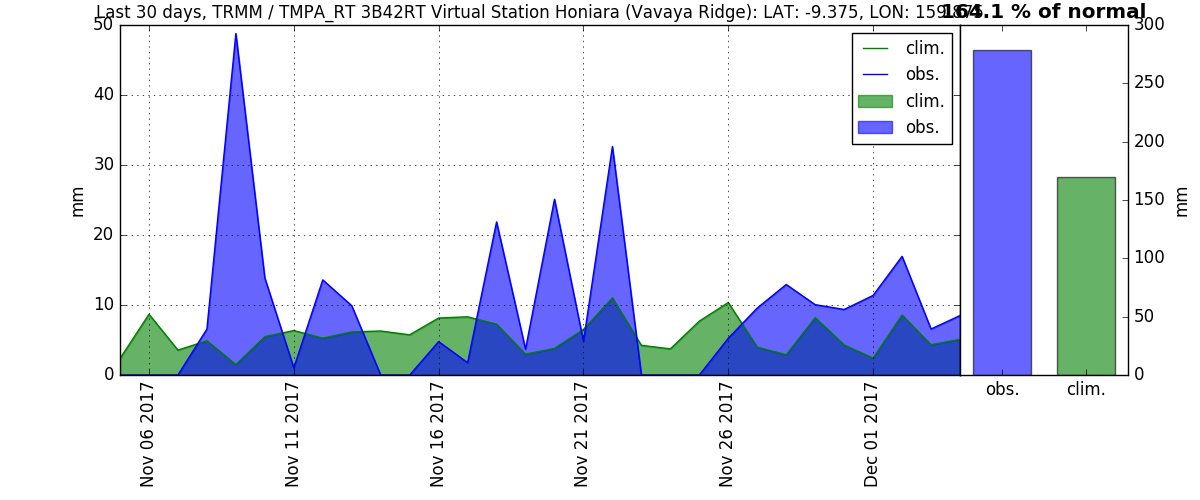 Last 30 days, TRMM / TMPA_RT 3B42RT Virtual Station Honiara (Vavaya Ridge): LAT: -9.375, LON:
164.1 % of normal
50
40
30
20
10
0
mm
clim.
obs.
clim.
obs.
300
250
200
150
100
50
0
mm
obs.
clim.
Nov 06 2017
Nov 11 2017
Nov 16 2017
Nov 21 2017
Nov 26 2017
Dec 01 2017